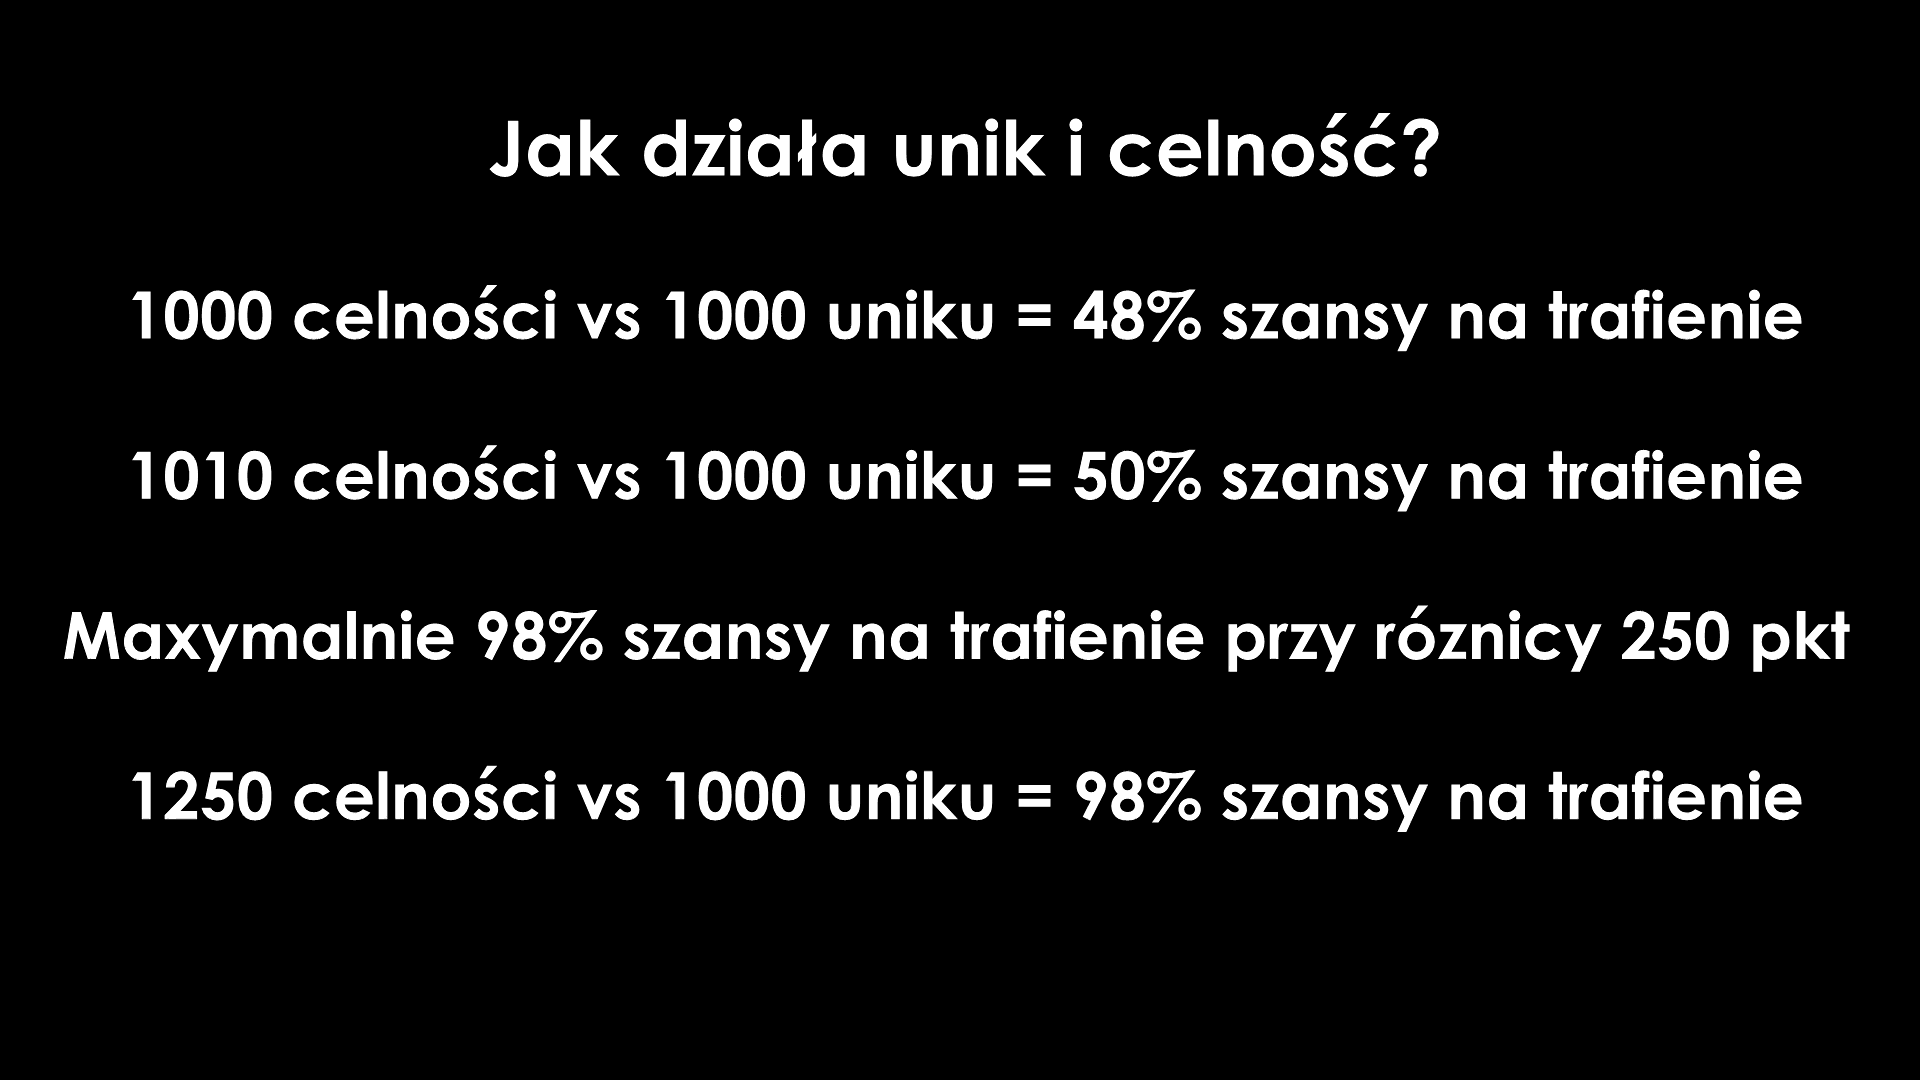 Jak działa unik i celność?
1000 celności vs 1000 uniku = 48% szansy na trafienie
1010 celności vs 1000 uniku = 50% szansy na trafienie
Maxymalnie 98% szansy na trafienie przy róznicy 250 pkt
1250 celności vs 1000 uniku = 98% szansy na trafienie